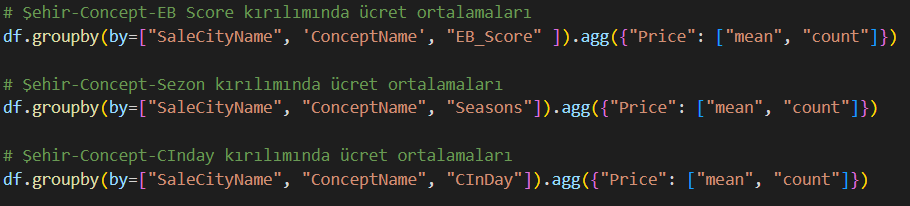 # Şehir-Concept-EB Score kırılımında ücret ortalamaları
df.groupby(by=["SaleCityName", 'ConceptName', "EB_Score" ]).agg({"Price": ["mean", "count"]})
# Şehir-Concept-Sezon kırılımında ücret ortalamaları
df.groupby(by=["SaleCityName", "ConceptName", "Seasons"]).agg({"Price": ["mean", "count"]})
# Şehir-Concept-CInday kırılımında ücret ortalamaları
df.groupby(by=["SaleCityName", "ConceptName", "CInDay"]).agg({"Price": ["mean", "count"]})